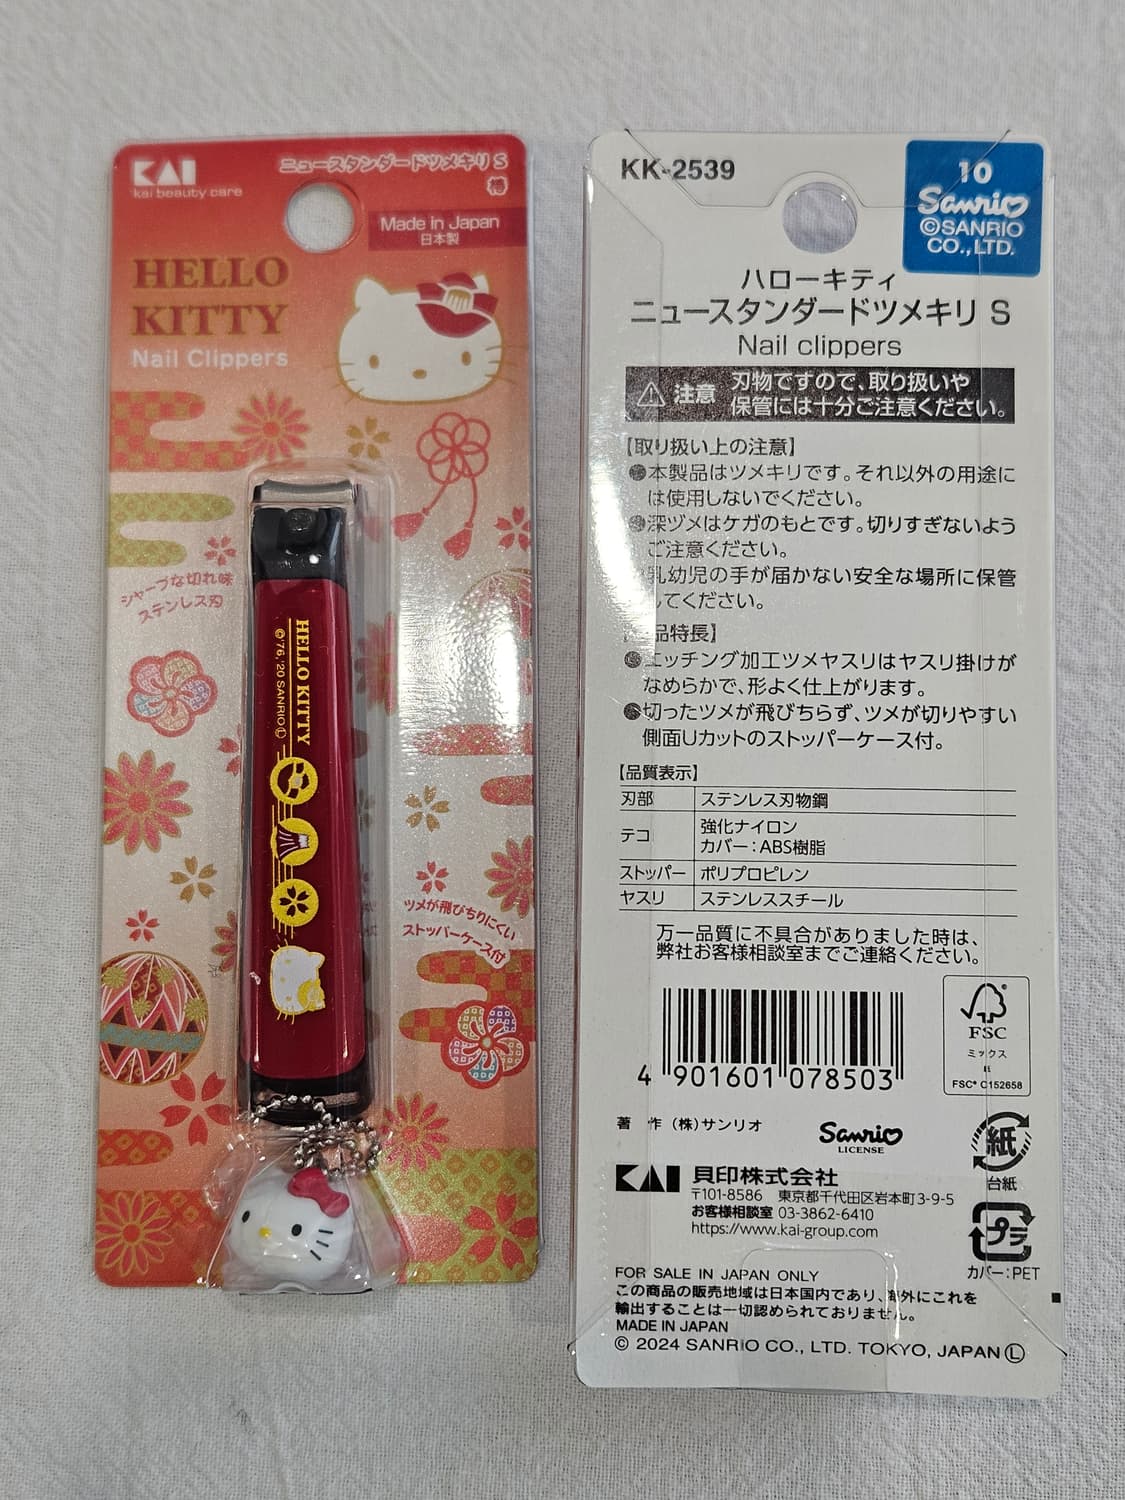 KAI
kai beauty care
ニュースタンダードツメキリ S
椿
Made in Japan
日本製
HELLO
KITTY
Nail Clippers
シャープな切れ味
ステンレス刃
HELLO KITTY
©'76, '20 SANRIO Ⓛ
ツメが飛びちりにくい
ストッパーケース付
KK-2539
10
Sanrio
©SANRIO
CO.,LTD.
ハローキティ
ニュースタンダードツメキリ S
Nail clippers
注意 刃物ですので、取り扱いや
保管には十分ご注意ください。
【取り扱い上の注意】
●本製品はツメキリです。それ以外の用途に
は使用しないでください。
●深ヅメはケガのもとです。切りすぎないよう
ご注意ください。
乳幼児の手が届かない安全な場所に保管
してください。
品特長】
●エッチング加工ツメヤスリはヤスリ掛けが
なめらかで、形よく仕上がります。
●切ったツメが飛びちらず、ツメが切りやすい
側面Uカットのストッパーケース付。
【品質表示】
刃部 ステンレス刃物鋼
テコ 強化ナイロン
カバー：ABS樹脂
ストッパー ポリプロピレン
ヤスリ ステンレススチール
万一品質に不具合がありました時は、
弊社お客様相談室までご連絡ください。
4 901601 078503
FSC
ミックス
紙
FSC® C152658
著 作 (株)サンリオ
Sanrio
LICENSE
紙
台紙
KAI 貝印株式会社
〒101-8586 東京都千代田区岩本町3-9-5
お客様相談室 03-3862-6410
https://www.kai-group.com
プラ
カバー：PET
FOR SALE IN JAPAN ONLY
この商品の販売地域は日本国内であり、海外にこれを
輸出することは一切認められておりません。
MADE IN JAPAN
© 2024 SANRIO CO., LTD. TOKYO, JAPAN Ⓛ